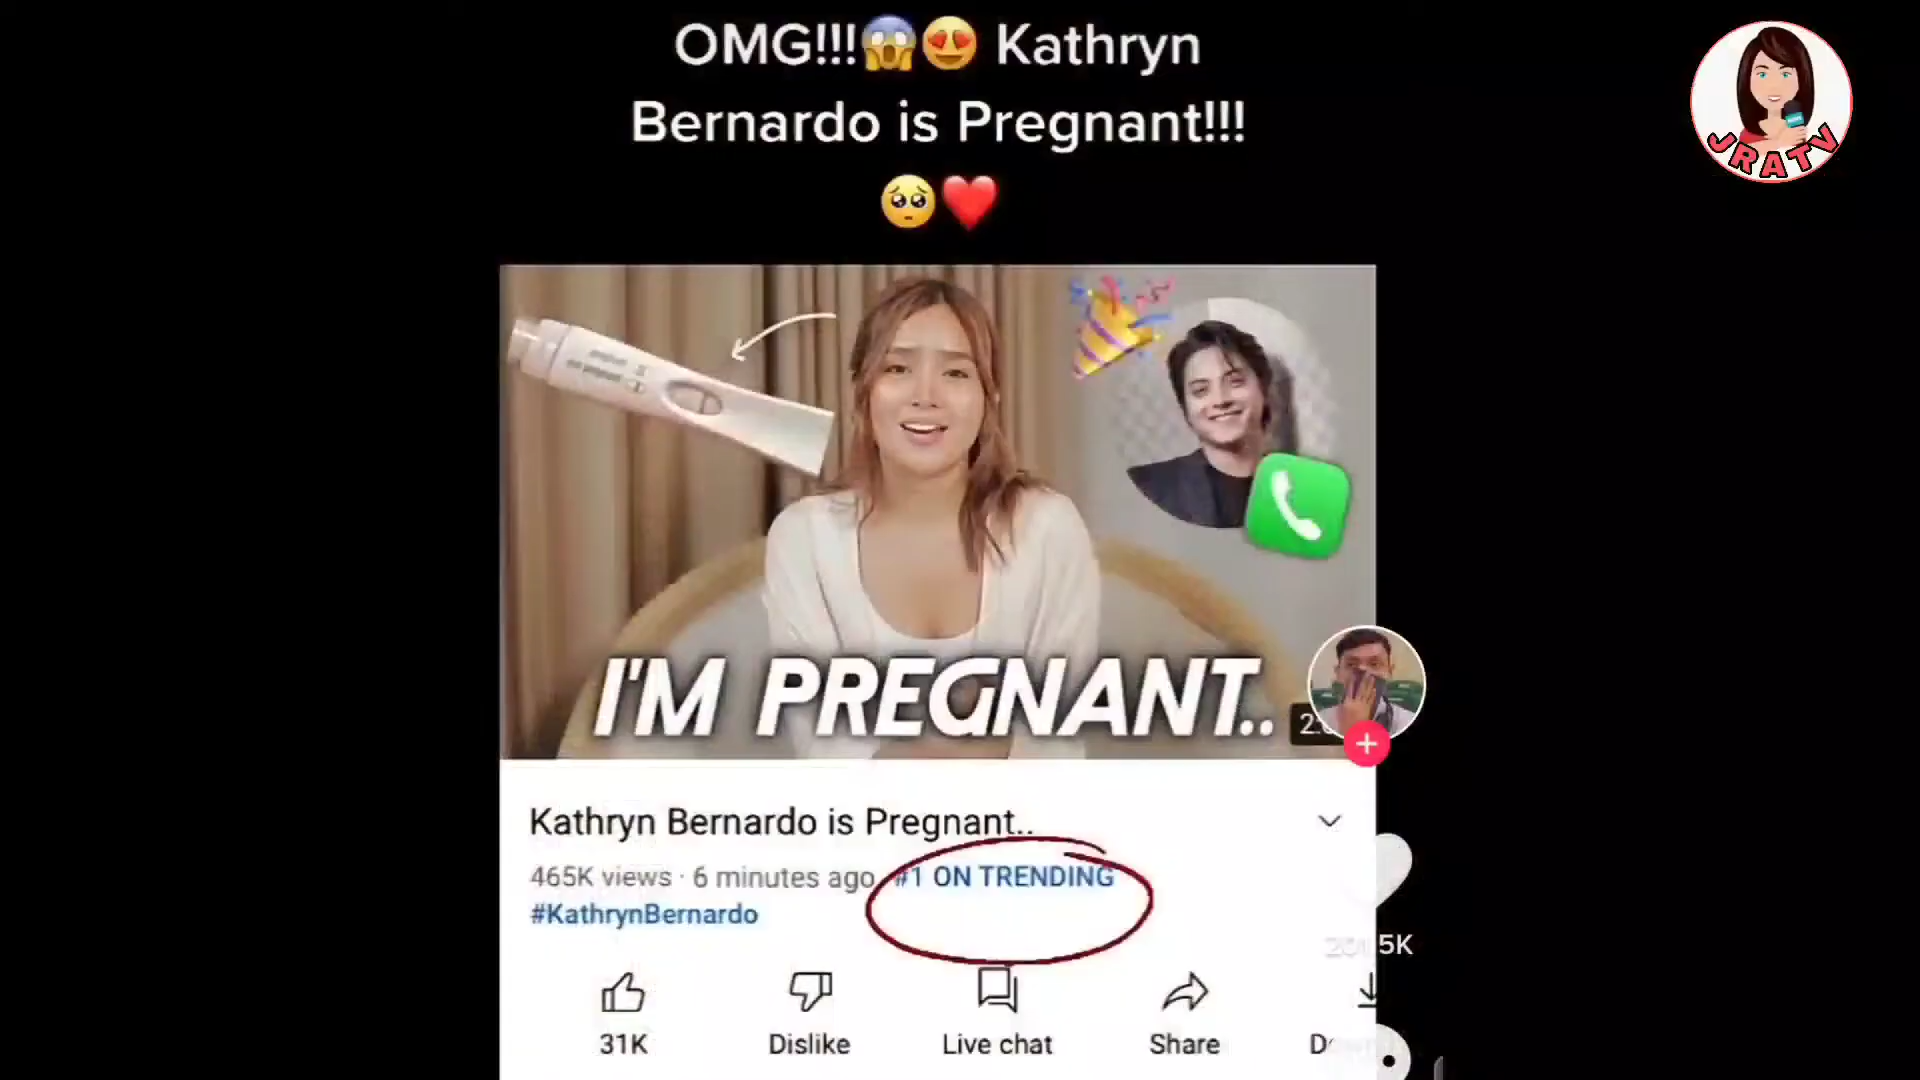 OMG!!!😱😍 Kathryn
Bernardo is Pregnant!!!
🥺❤️
JRATV
I'M PREGNANT..
Kathryn Bernardo is Pregnant..
465K views · 6 minutes ago #1 ON TRENDING
#KathrynBernardo
31K
Dislike
Live chat
Share